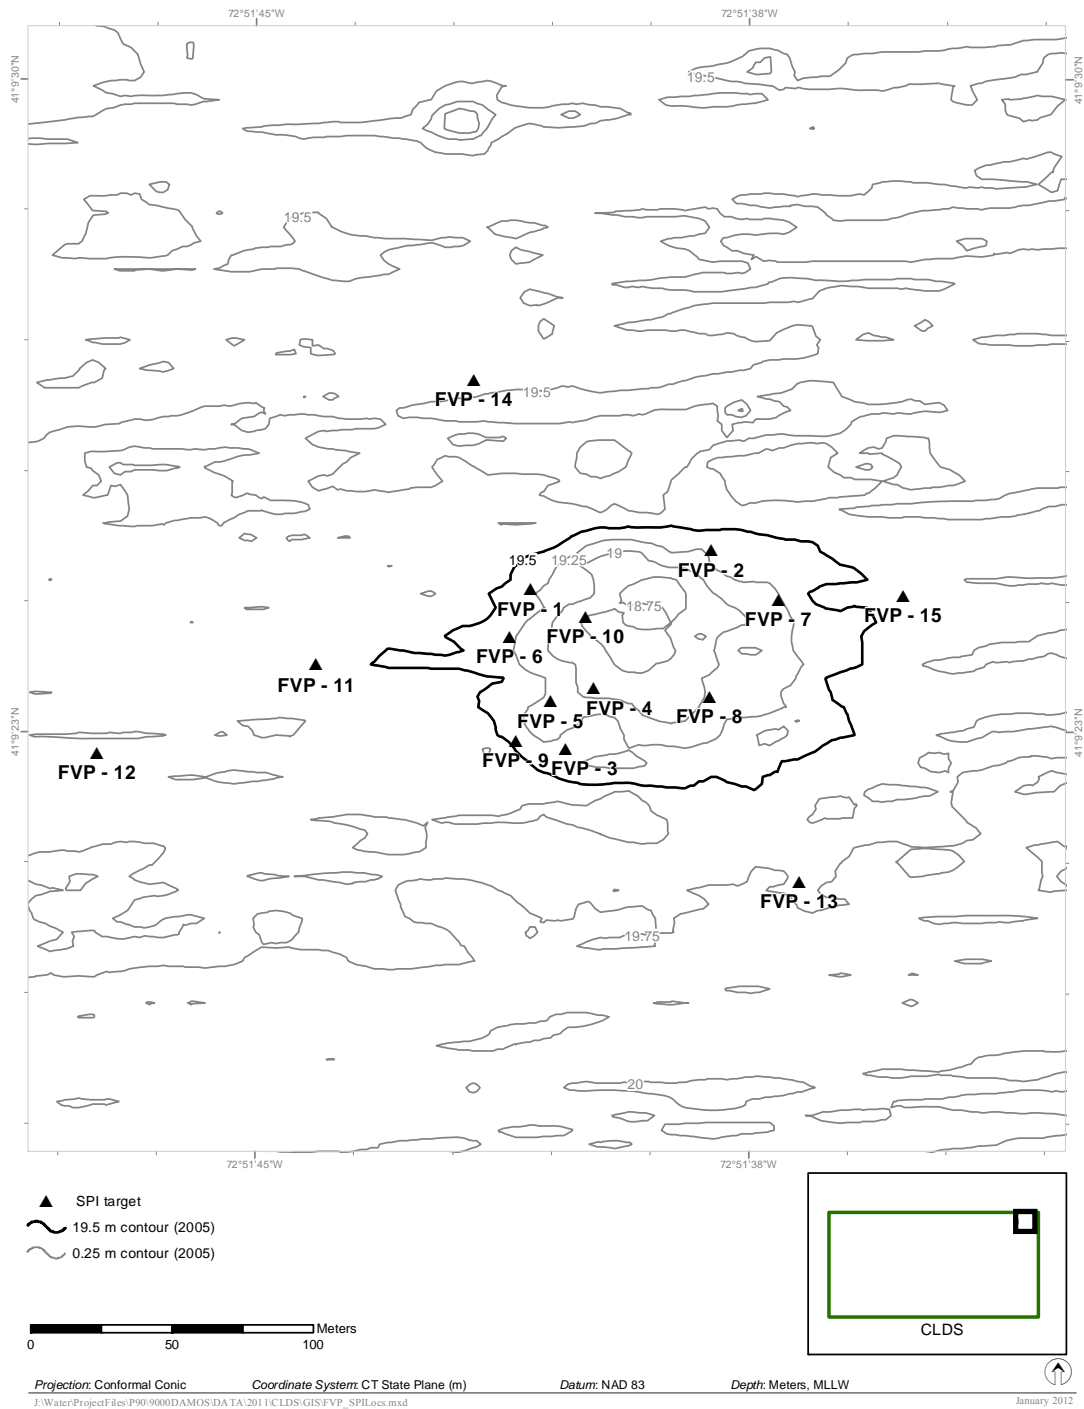 72°51'45"W 72°51'38"W
41°9'30"N 41°9'30"N
19.5
19.5
19.5
FVP - 14
19.5 19.25 19
FVP - 2
18.75
FVP - 1
FVP - 7
FVP - 15
FVP - 10
FVP - 6
FVP - 11
FVP - 4
FVP - 8
FVP - 5
41°9'23"N 41°9'23"N
FVP - 9
FVP - 3
FVP - 12
FVP - 13
19.75
20
72°51'45"W 72°51'38"W
SPI target
19.5 m contour (2005)
0.25 m contour (2005)
CLDS
Meters
0 50 100
Projection: Conformal Conic Coordinate System: CT State Plane (m) Datum: NAD 83 Depth: Meters, MLLW
J:\Water\ProjectFiles\P90\9000DAMOS\DATA\2011\CLDS\GIS\FVP_SPILocs.mxd January 2012